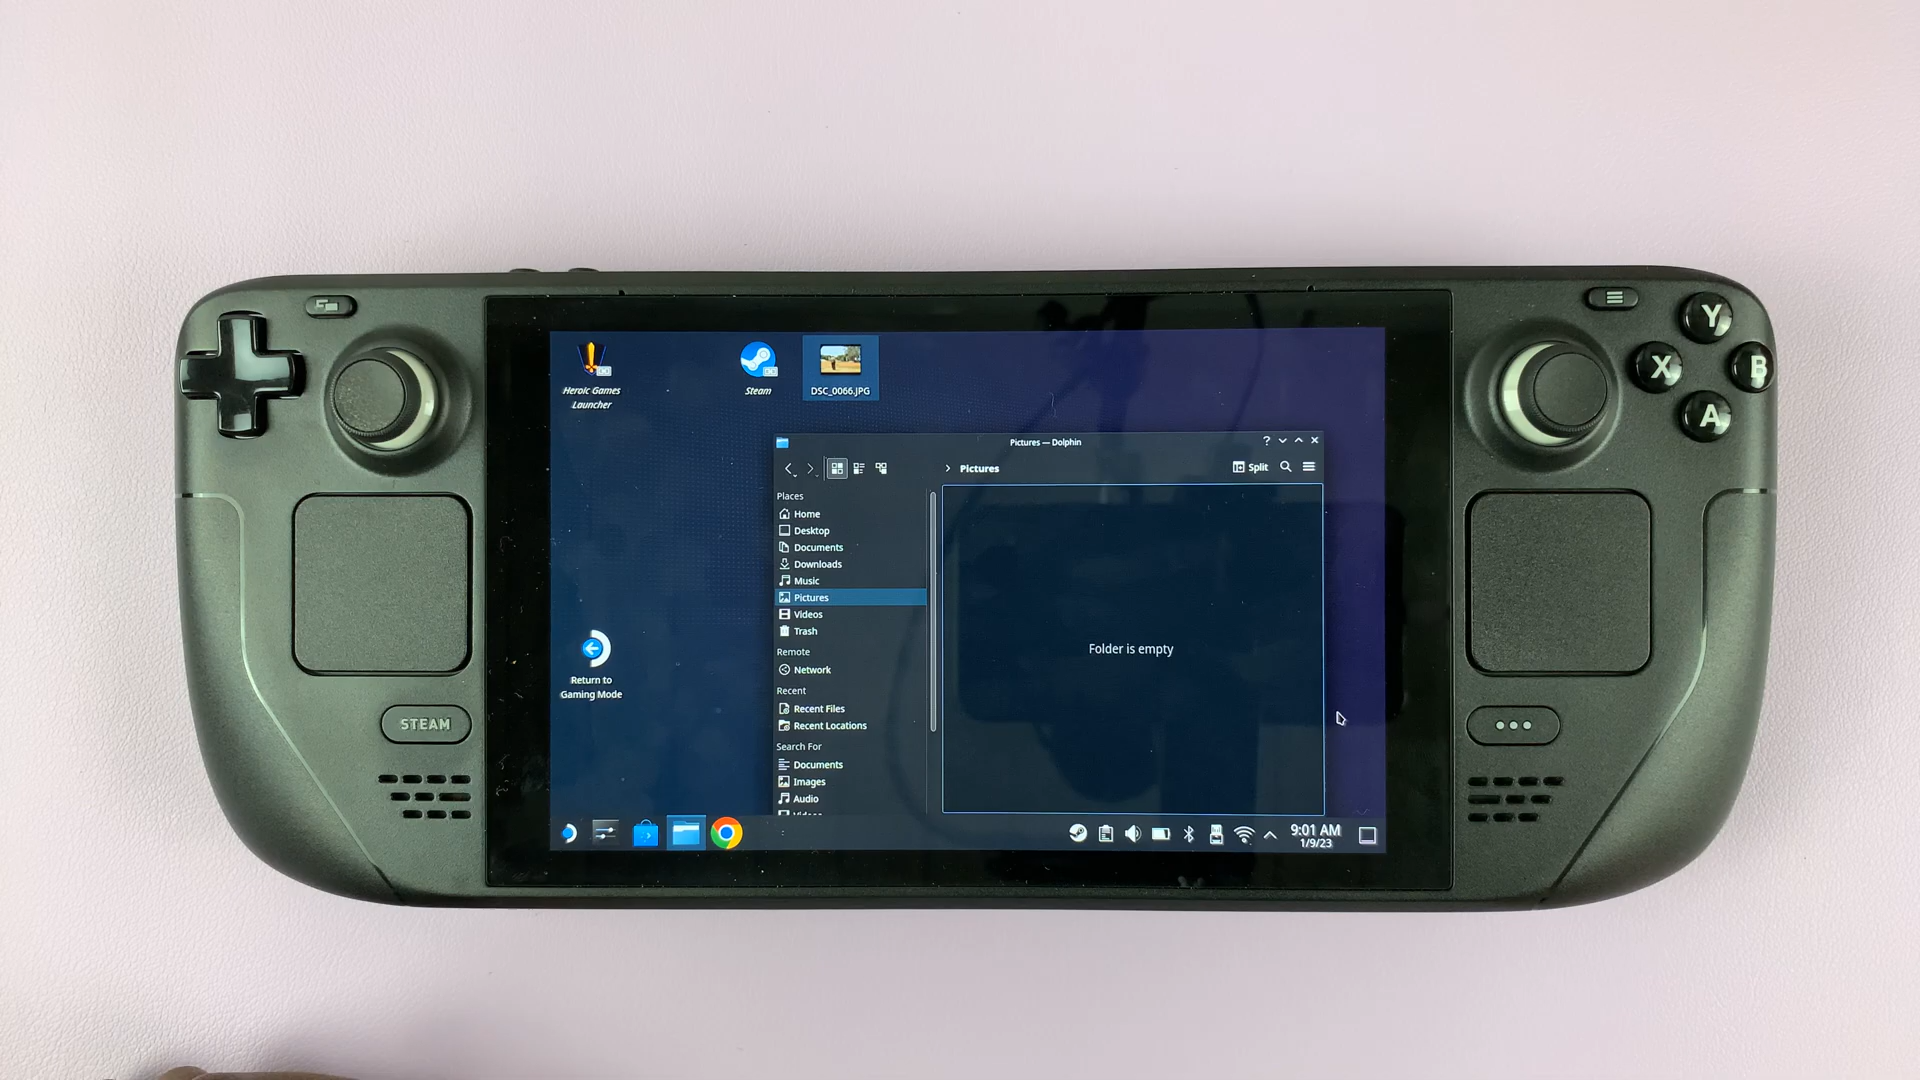 Y
X
B
A
STEAM
Heroic Games
Launcher
Steam
DSC_0066.JPG
Return to
Gaming Mode
Pictures — Dolphin
?
Pictures
Split
Places
Home
Desktop
Documents
Downloads
Music
Pictures
Videos
Trash
Remote
Network
Recent
Recent Files
Recent Locations
Search For
Documents
Images
Audio
Videos
Folder is empty
9:01 AM
1/9/23